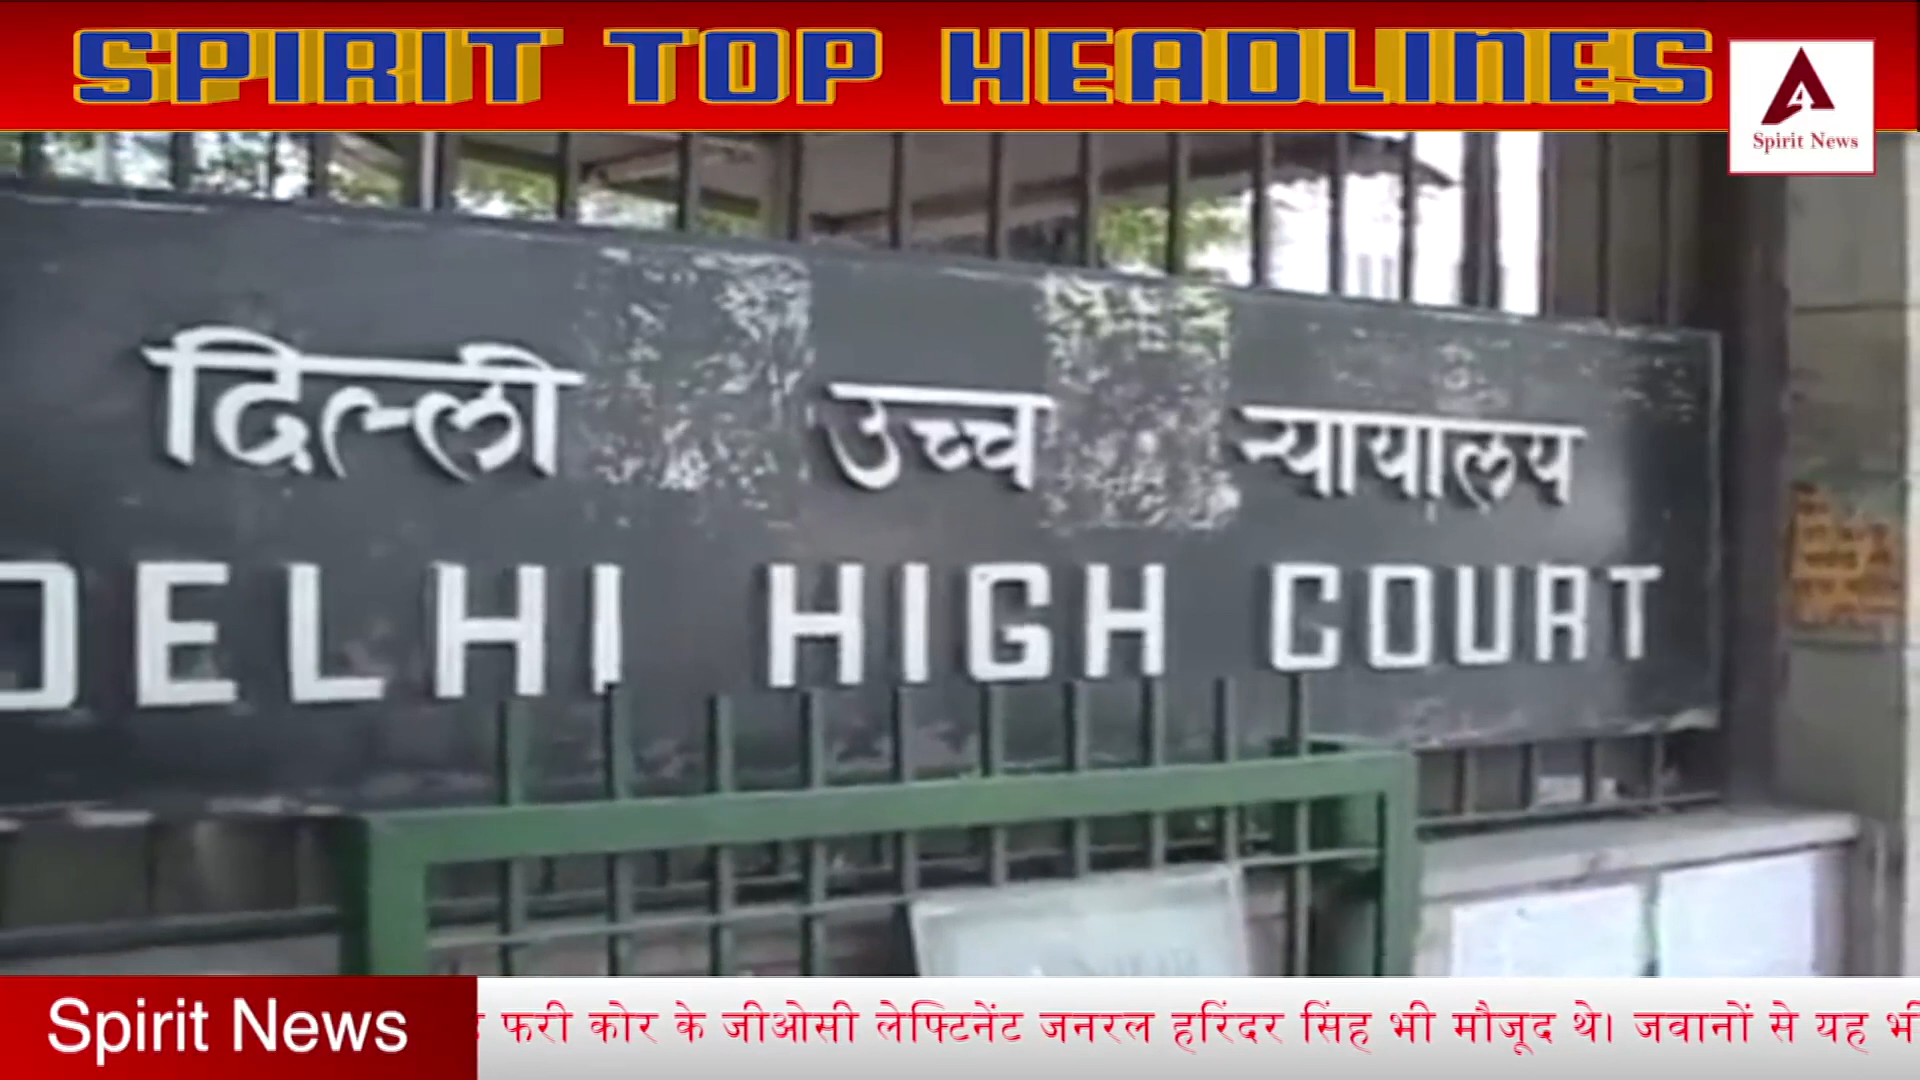 SPIRIT TOP HEADLINES
Spirit News
दिल्ली उच्च न्यायालय
DELHI HIGH COURT
Spirit News
फरी कोर के जीओसी लेफ्टिनेंट जनरल हरिंदर सिंह भी मौजूद थे। जवानों से यह भी